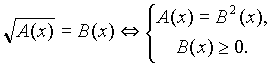 √A(x) = B(x) ⇔ { A(x) = B²(x),
B(x) ≥ 0.